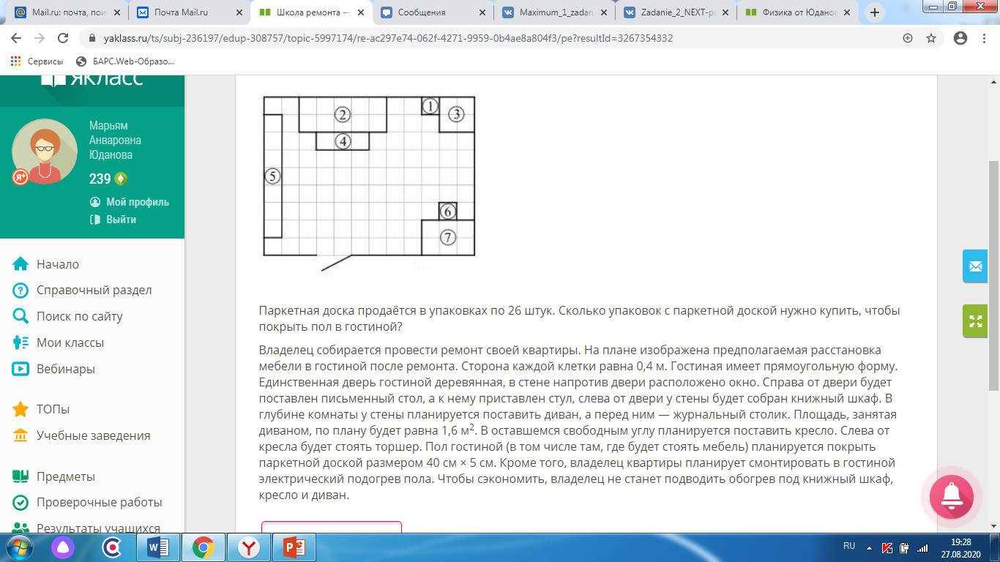 Mail.ru: почта, пои
Почта Mail.ru
Школа ремонта —
Сообщения
Maximum_1_zadan
Zadanie_2_NEXT-p
Физика от Юданов
yaklass.ru/ts/subj-236197/edup-308757/topic-5997174/re-ac297e74-062f-4271-9959-0b4ae8a804f3/pe?resultId=3267354332
Сервисы
БАРС.Web-Образо...
ЯКласс
Марьям
Анваровна
Юданова
Я+
239
Мой профиль
Выйти
Начало
Справочный раздел
Поиск по сайту
Мои классы
Вебинары
ТОПы
Учебные заведения
Предметы
Проверочные работы
Результаты учащихся
1
2
3
4
5
6
7
Паркетная доска продаётся в упаковках по 26 штук. Сколько упаковок с паркетной доской нужно купить, чтобы
покрыть пол в гостиной?
Владелец собирается провести ремонт своей квартиры. На плане изображена предполагаемая расстановка
мебели в гостиной после ремонта. Сторона каждой клетки равна 0,4 м. Гостиная имеет прямоугольную форму.
Единственная дверь гостиной деревянная, в стене напротив двери расположено окно. Справа от двери будет
поставлен письменный стол, а к нему приставлен стул, слева от двери у стены будет собран книжный шкаф. В
глубине комнаты у стены планируется поставить диван, а перед ним — журнальный столик. Площадь, занятая
диваном, по плану будет равна 1,6 м². В оставшемся свободным углу планируется поставить кресло. Слева от
кресла будет стоять торшер. Пол гостиной (в том числе там, где будет стоять мебель) планируется покрыть
паркетной доской размером 40 см × 5 см. Кроме того, владелец квартиры планирует смонтировать в гостиной
электрический подогрев пола. Чтобы сэкономить, владелец не станет подводить обогрев под книжный шкаф,
кресло и диван.
RU
19:28
27.08.2020